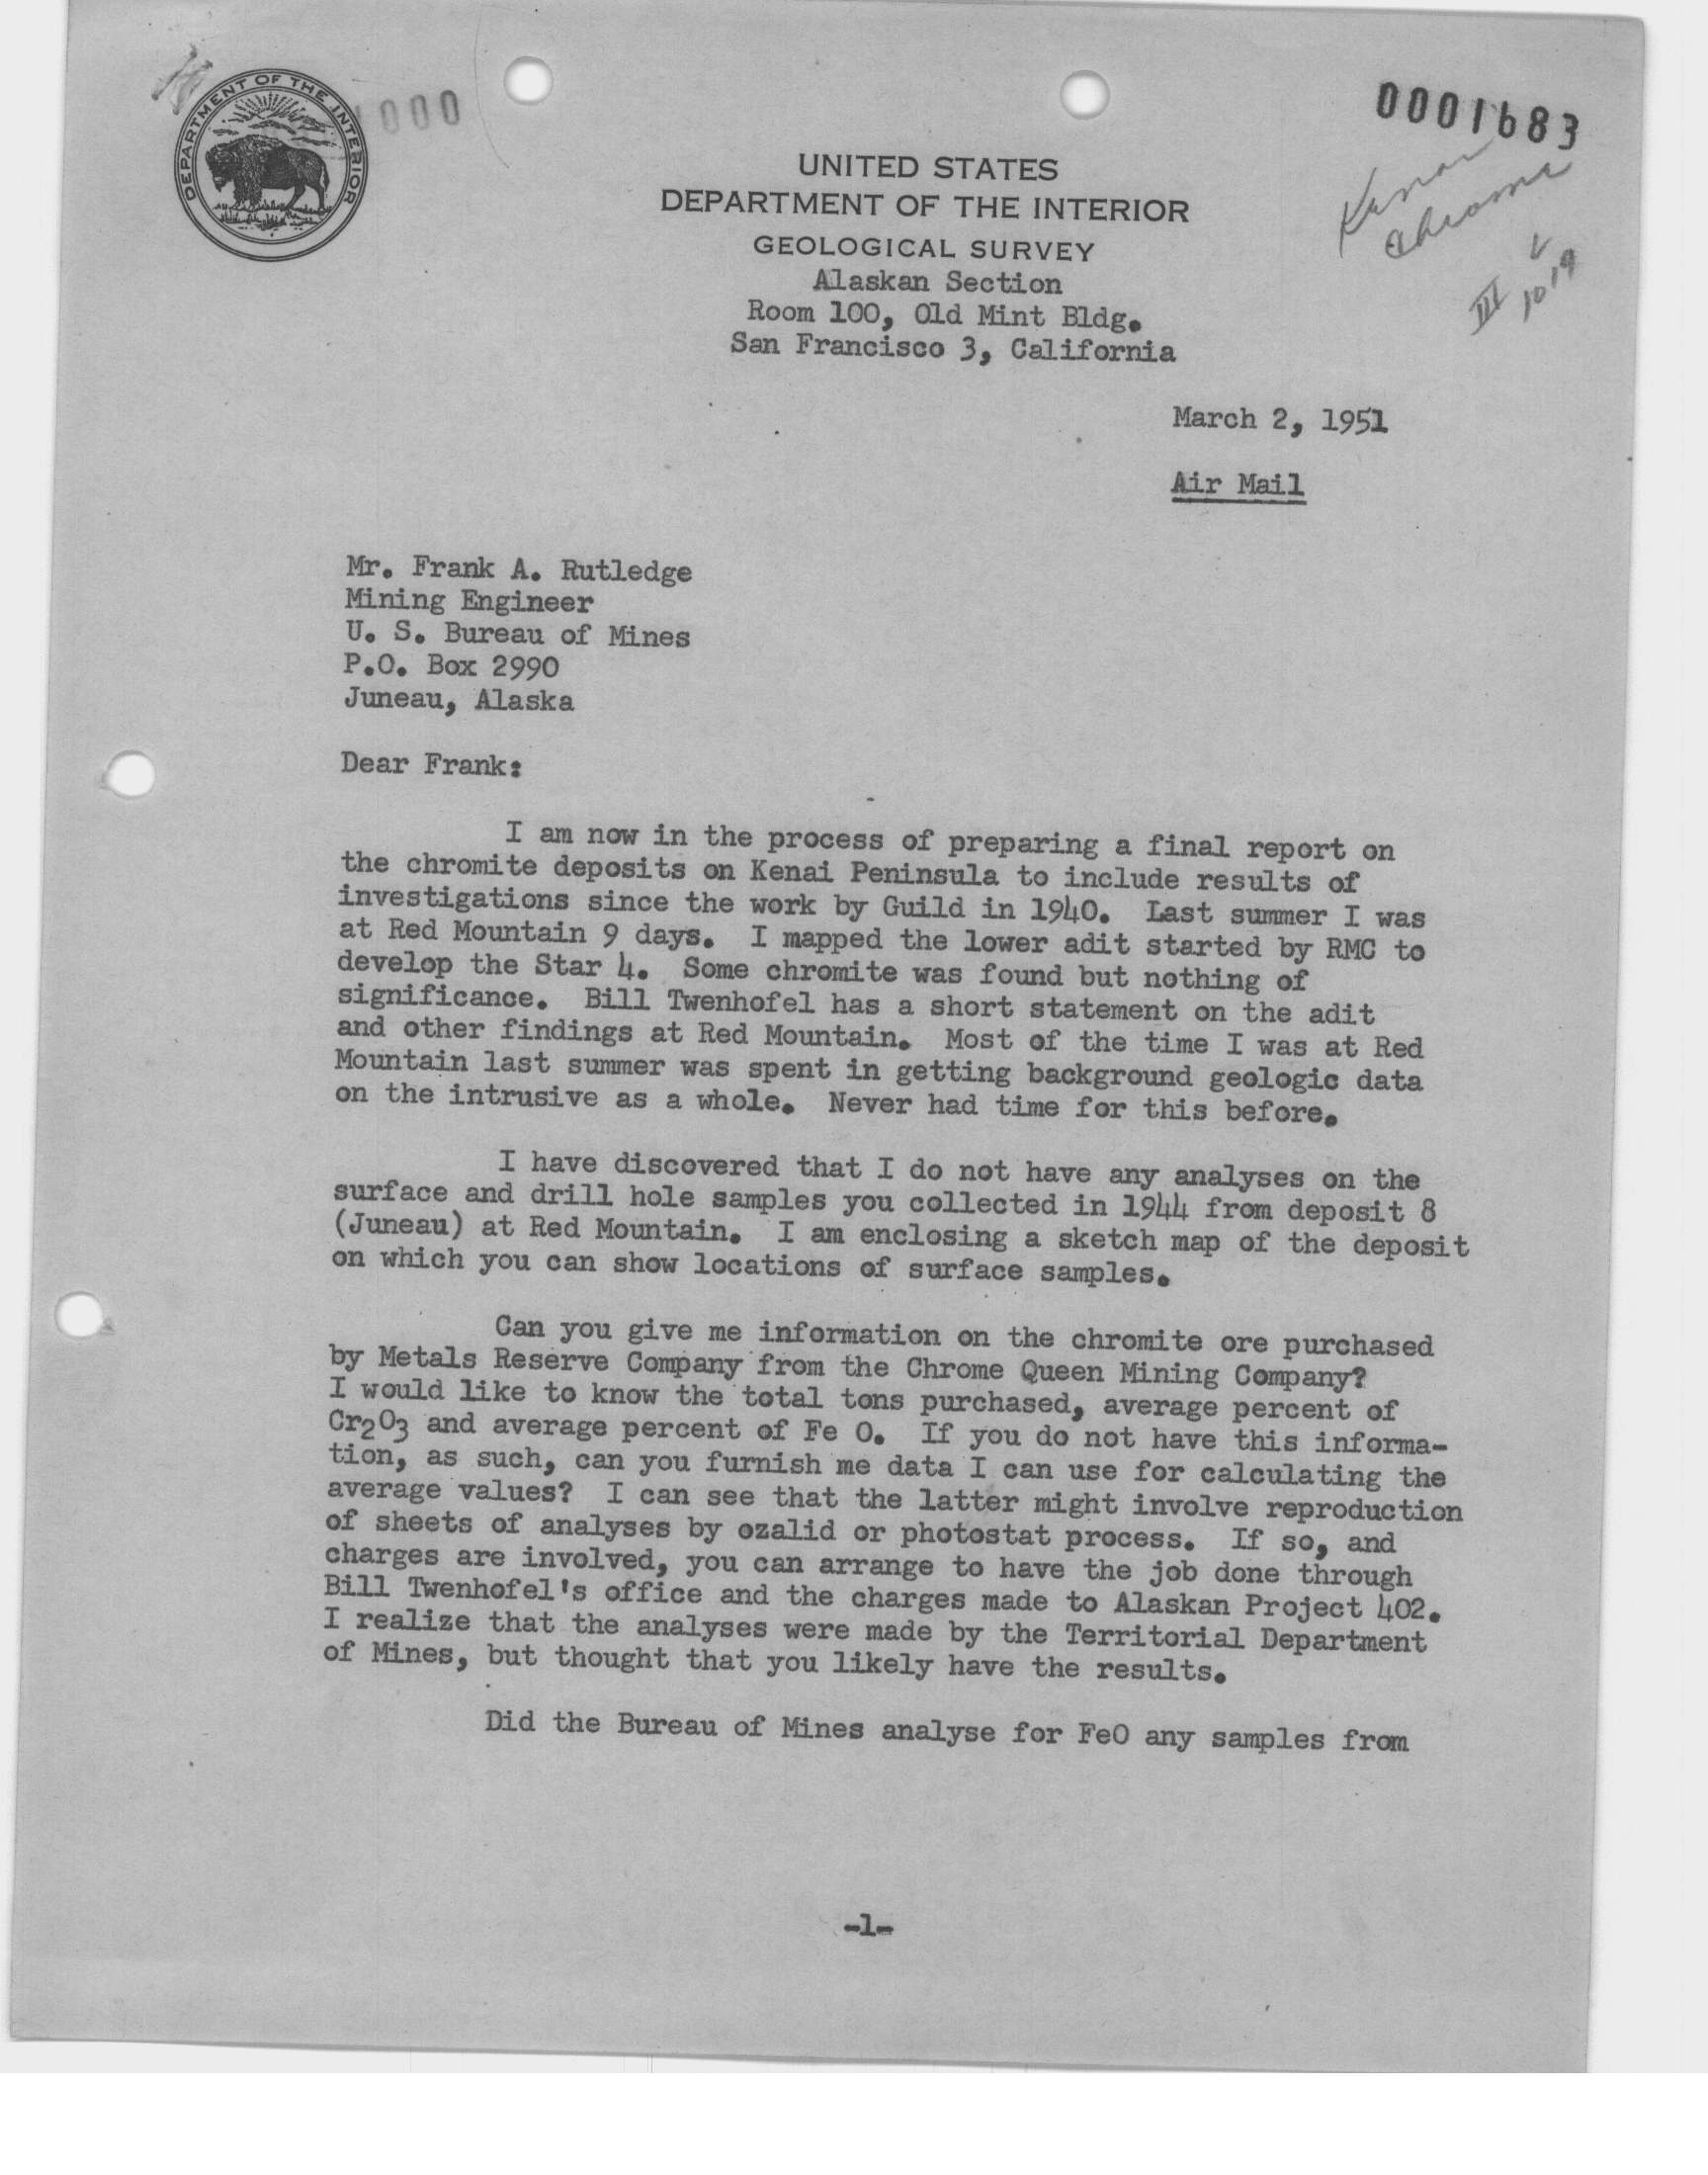 DEPARTMENT OF THE INTERIOR
000
0001683
Kenai
Chrome
III 10 19
UNITED STATES
DEPARTMENT OF THE INTERIOR
GEOLOGICAL SURVEY
Alaskan Section
Room 100, Old Mint Bldg.
San Francisco 3, California
March 2, 1951
Air Mail
Mr. Frank A. Rutledge
Mining Engineer
U. S. Bureau of Mines
P.O. Box 2990
Juneau, Alaska
Dear Frank:
I am now in the process of preparing a final report on
the chromite deposits on Kenai Peninsula to include results of
investigations since the work by Guild in 1940. Last summer I was
at Red Mountain 9 days. I mapped the lower adit started by RMC to
develop the Star 4. Some chromite was found but nothing of
significance. Bill Twenhofel has a short statement on the adit
and other findings at Red Mountain. Most of the time I was at Red
Mountain last summer was spent in getting background geologic data
on the intrusive as a whole. Never had time for this before.
I have discovered that I do not have any analyses on the
surface and drill hole samples you collected in 1944 from deposit 8
(Juneau) at Red Mountain. I am enclosing a sketch map of the deposit
on which you can show locations of surface samples.
Can you give me information on the chromite ore purchased
by Metals Reserve Company from the Chrome Queen Mining Company?
I would like to know the total tons purchased, average percent of
Cr2O3 and average percent of Fe O. If you do not have this informa-
tion, as such, can you furnish me data I can use for calculating the
average values? I can see that the latter might involve reproduction
of sheets of analyses by ozalid or photostat process. If so, and
charges are involved, you can arrange to have the job done through
Bill Twenhofel's office and the charges made to Alaskan Project 402.
I realize that the analyses were made by the Territorial Department
of Mines, but thought that you likely have the results.
Did the Bureau of Mines analyse for FeO any samples from
-1-